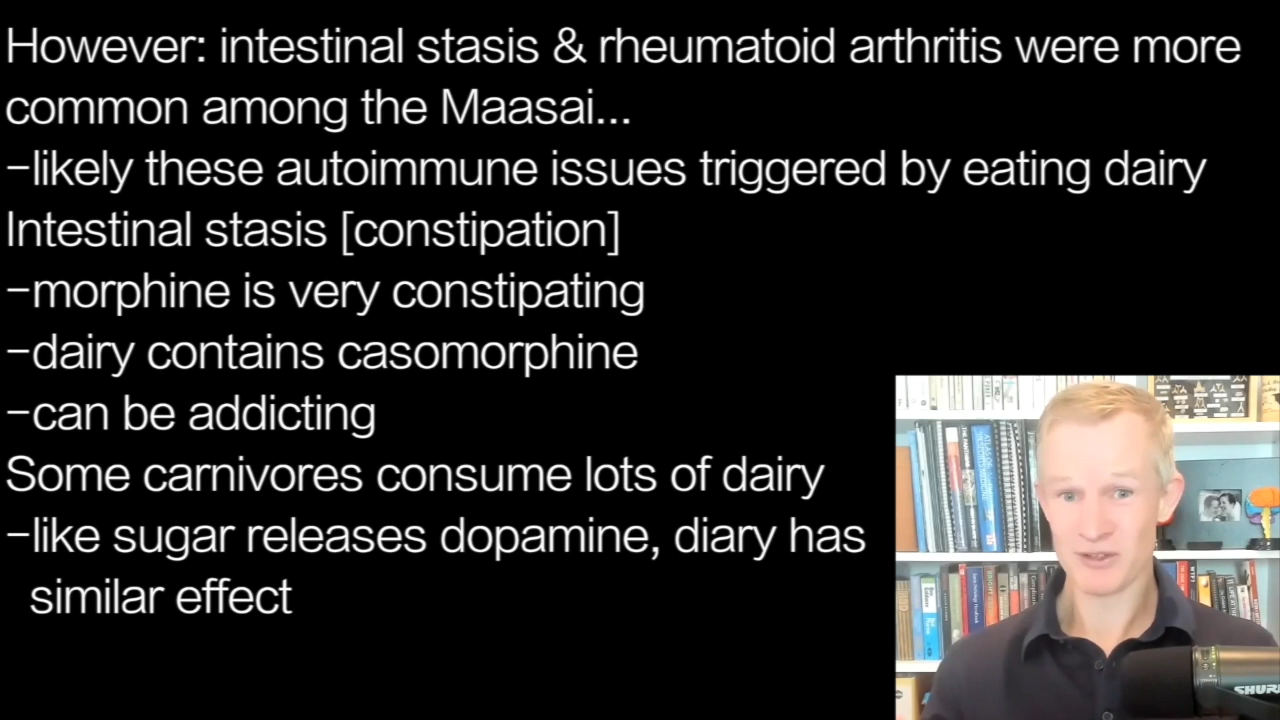 However: intestinal stasis & rheumatoid arthritis were more
common among the Maasai...
-likely these autoimmune issues triggered by eating dairy
Intestinal stasis [constipation]
-morphine is very constipating
-dairy contains casomorphine
-can be addicting
Some carnivores consume lots of dairy
-like sugar releases dopamine, diary has
similar effect
SHURE